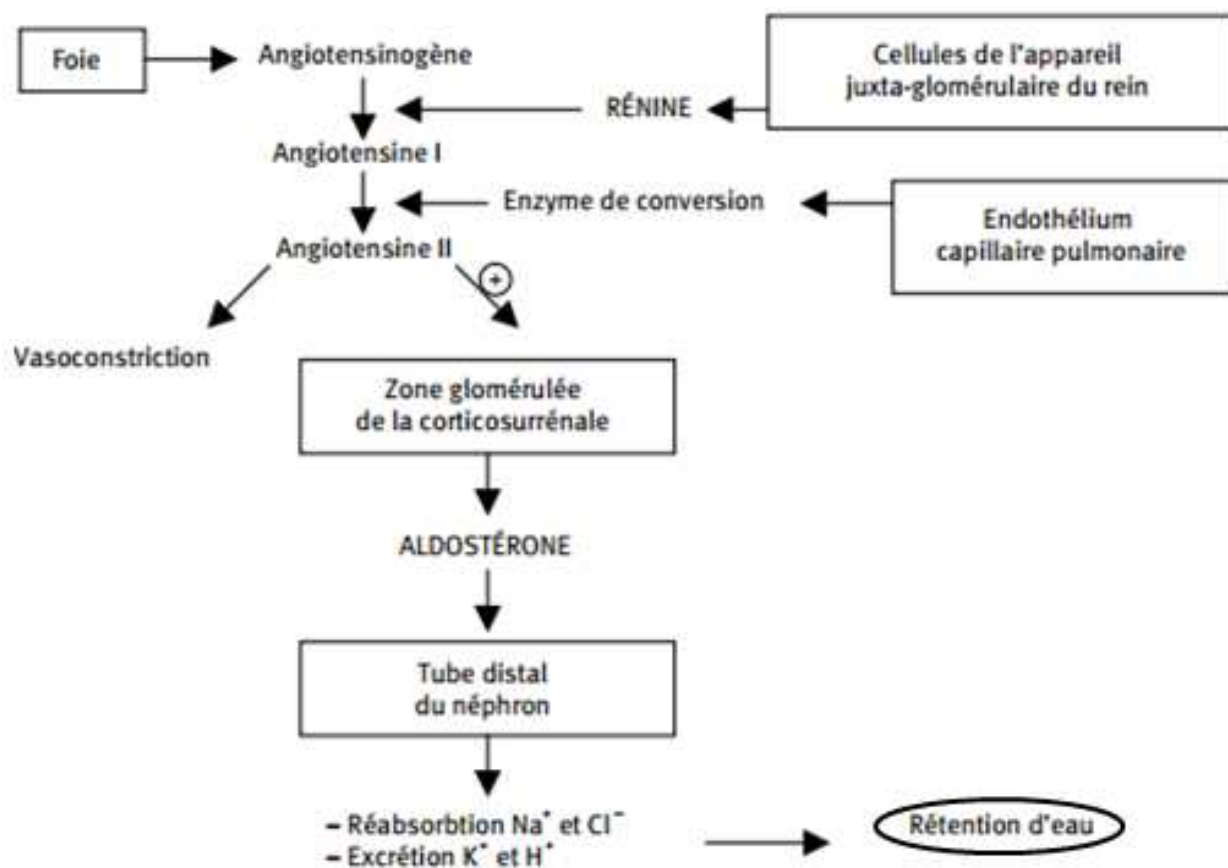 Foie
Angiotensinogène
Cellules de l'appareil
juxta-glomérulaire du rein
RÉNINE
Angiotensine I
Enzyme de conversion
Endothélium
capillaire pulmonaire
Angiotensine II
+
Vasoconstriction
Zone glomérulée
de la corticosurrénale
ALDOSTÉRONE
Tube distal
du néphron
– Réabsorbtion Na⁺ et Cl⁻
– Excrétion K⁺ et H⁺
Rétention d'eau